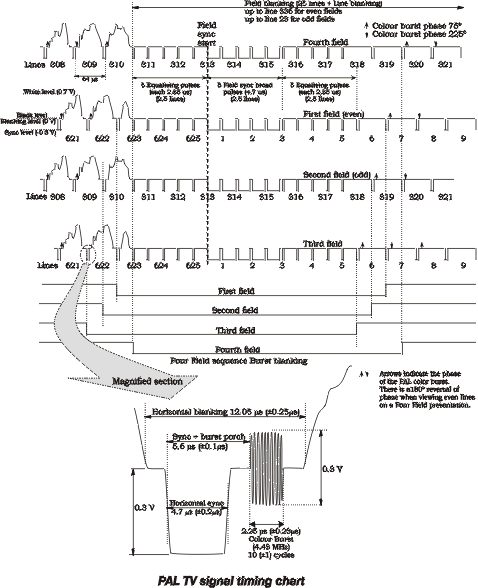 Field blanking (25 lines + Line blanking)
up to line 336 for even fields
up to line 23 for odd fields
Field
sync
start
Colour burst phase 75°
Colour burst phase 225°
Fourth field
Lines 308 309 310 311 312 313 314 315 316 317 318 319 320 321
64 µs
5 Equalising pulses
(each 2.35 us)
(2.5 lines)
5 Field sync broad
pulses (4.7 us)
(2.5 lines)
5 Equalising pulses
(each 2.35 us)
(2.5 lines)
White level (0.7 V)
Black level
Blanking level (0 V)
Sync level (-0.3 V)
First field (even)
621 622 623 624 625 1 2 3 4 5 6 7 8 9
Second field (odd)
Lines 308 309 310 311 312 313 314 315 316 317 318 319 320 321
Third field
Lines 621 622 623 624 625 1 2 3 4 5 6 7 8 9
First field
Second field
Third field
Fourth field
Four Field sequence Burst blanking
Magnified section
Arrows indicate the phase
of the PAL color burst.
There is a180° reversal of
phase when viewing even lines
on a Four Field presentation.
Horizontal blanking 12.05 µs (±0.25µs)
Sync + burst porch
5.6 µs (±0.1µs)
0.3 V
0.3 V
Horizontal sync
4.7 µs (±0.2µs)
2.25 µs (±0.23µs)
Colour Burst
(4.43 MHz)
10 (±1) cycles
PAL TV signal timing chart